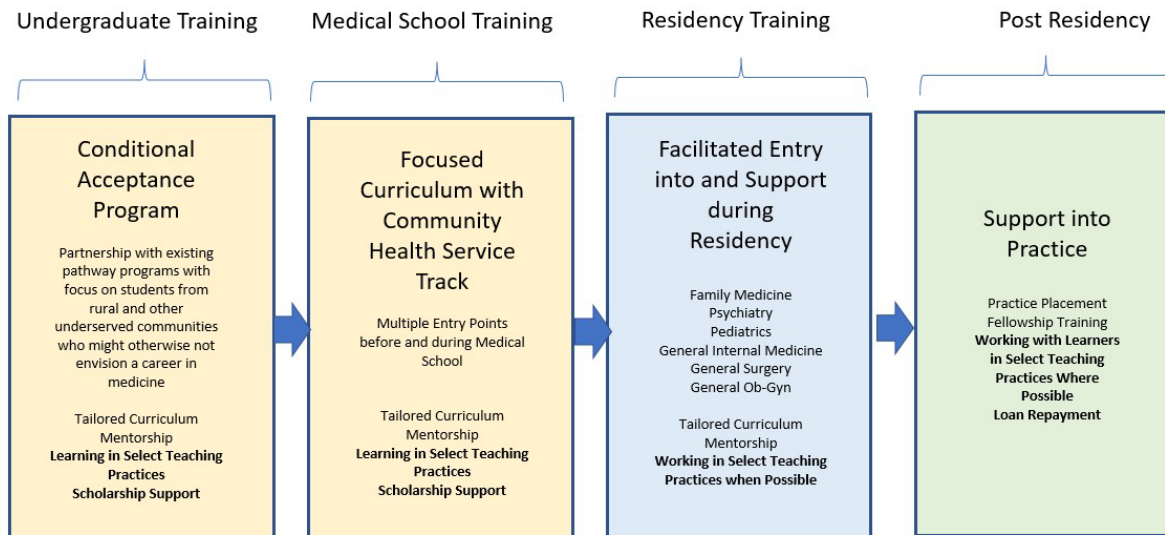 Undergraduate Training
Medical School Training
Residency Training
Post Residency
Conditional
Acceptance
Program
Partnership with existing
pathway programs with
focus on students from
rural and other
underserved communities
who might otherwise not
envision a career in
medicine
Tailored Curriculum
Mentorship
Learning in Select Teaching
Practices
Scholarship Support
Focused
Curriculum with
Community
Health Service
Track
Multiple Entry Points
before and during Medical
School
Tailored Curriculum
Mentorship
Learning in Select Teaching
Practices
Scholarship Support
Facilitated Entry
into and Support
during
Residency
Family Medicine
Psychiatry
Pediatrics
General Internal Medicine
General Surgery
General Ob-Gyn
Tailored Curriculum
Mentorship
Working in Select Teaching
Practices when Possible
Support into
Practice
Practice Placement
Fellowship Training
Working with Learners
in Select Teaching
Practices Where
Possible
Loan Repayment